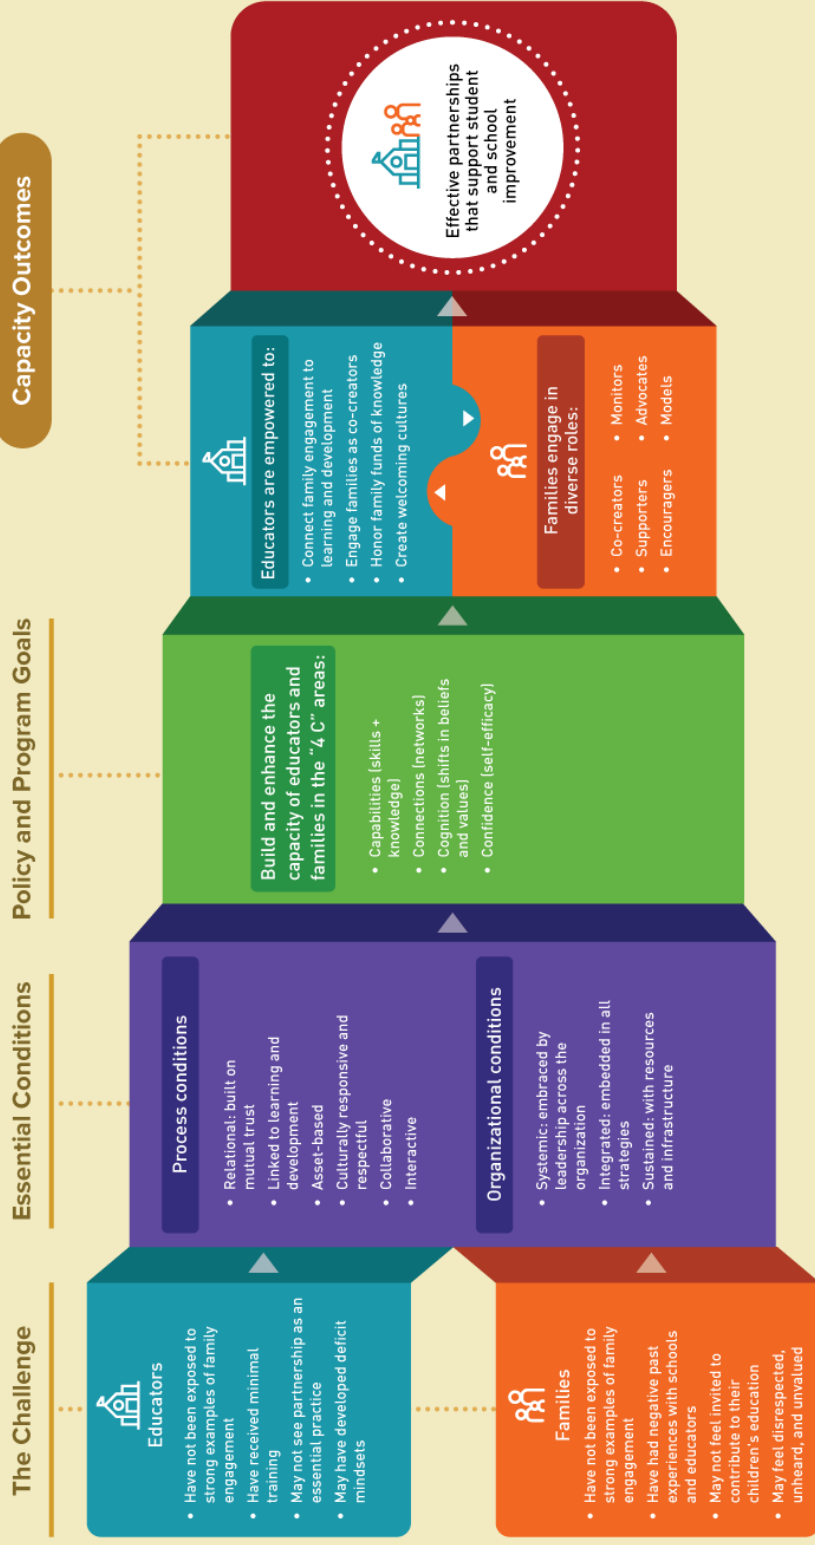 The Challenge
Educators
• Have not been exposed to
strong examples of family
engagement
• Have received minimal
training
• May not see partnership as an
essential practice
• May have developed deficit
mindsets
Families
• Have not been exposed to
strong examples of family
engagement
• Have had negative past
experiences with schools
and educators
• May not feel invited to
contribute to their
children's education
• May feel disrespected,
unheard, and unvalued
Essential Conditions
Process conditions
• Relational: built on
mutual trust
• Linked to learning and
development
• Asset-based
• Culturally responsive and
respectful
• Collaborative
• Interactive
Organizational conditions
• Systemic: embraced by
leadership across the
organization
• Integrated: embedded in all
strategies
• Sustained: with resources
and infrastructure
Policy and Program Goals
Build and enhance the
capacity of educators and
families in the "4 C" areas:
• Capabilities (skills +
knowledge)
• Connections (networks)
• Cognition (shifts in beliefs
and values)
• Confidence (self-efficacy)
Capacity Outcomes
Educators are empowered to:
• Connect family engagement to
learning and development
• Engage families as co-creators
• Honor family funds of knowledge
• Create welcoming cultures
Families engage in
diverse roles:
• Co-creators
• Supporters
• Encouragers
• Monitors
• Advocates
• Models
Effective partnerships
that support student
and school
improvement